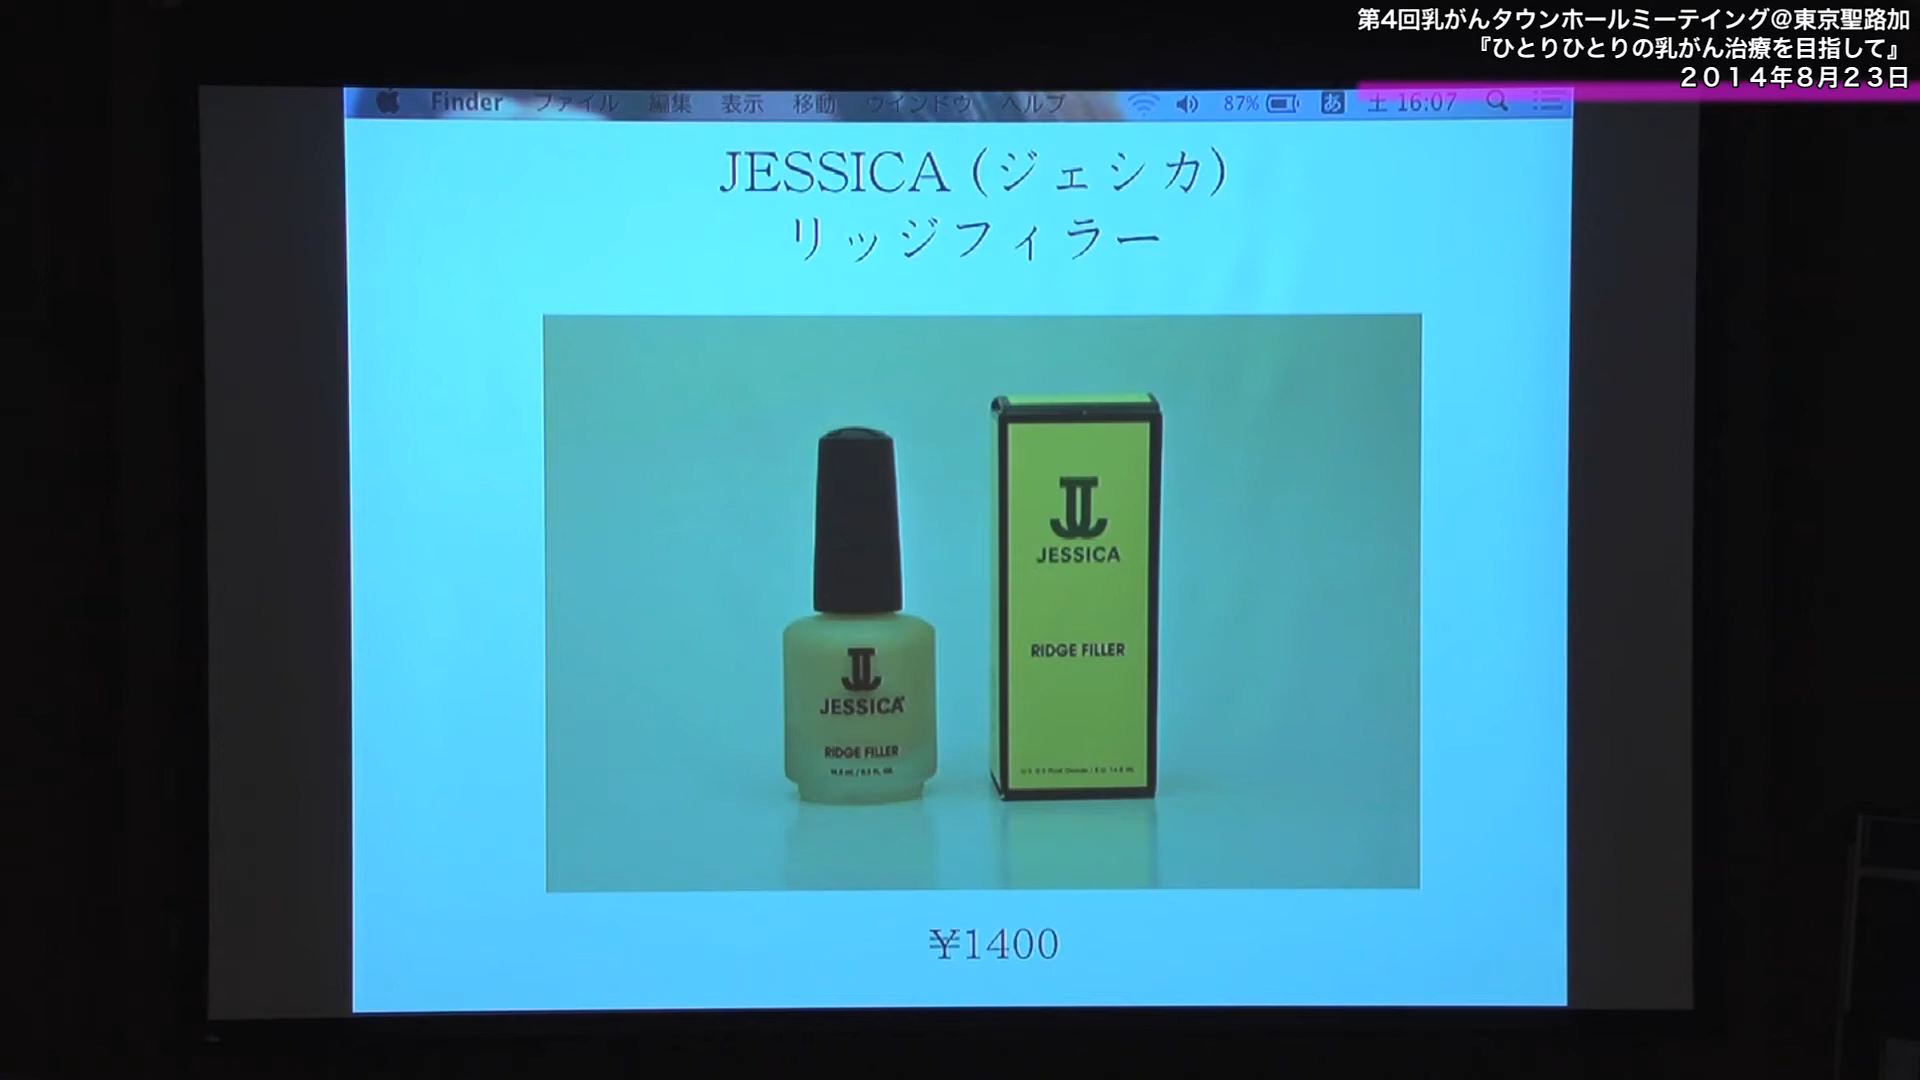 第4回乳がんタウンホールミーテイング@東京聖路加
『ひとりひとりの乳がん治療を目指して』
2014年8月23日
Finder ファイル 編集 表示 移動 ウインドウ ヘルプ 87% あ 土 16:07
JESSICA (ジェシカ)
リッジフィラー
JESSICA
RIDGE FILLER
JESSICA
RIDGE FILLER
¥1400